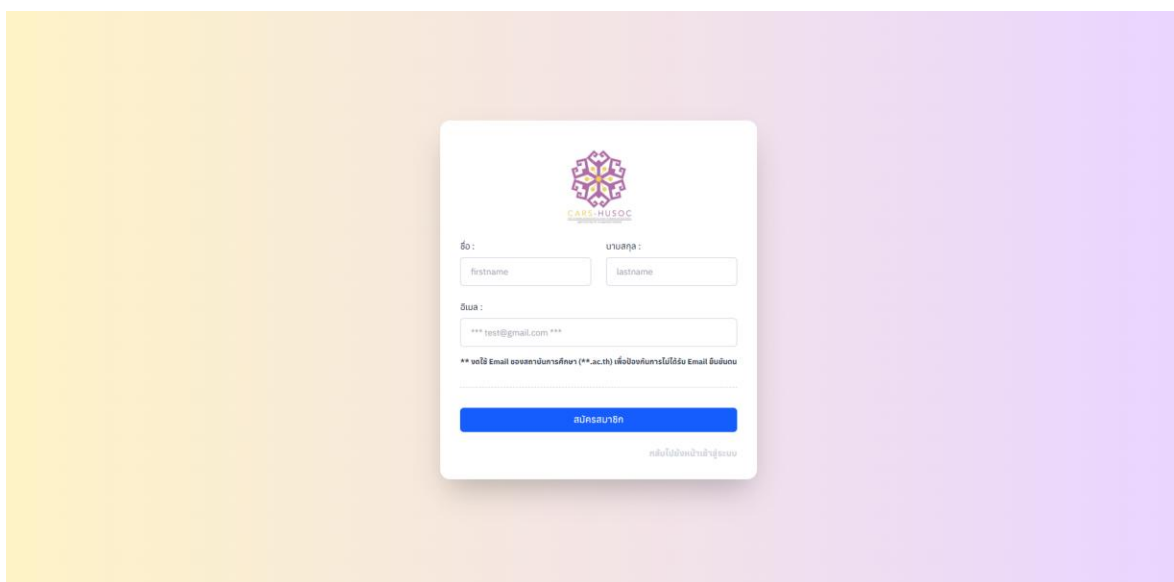 CARS-HUSOC
ชื่อ : นามสกุล :
firstname lastname
อีเมล :
*** test@gmail.com ***
** งดใช้ Email ของสถาบันการศึกษา (**.ac.th) เพื่อป้องกันการไม่ได้รับ Email ยืนยันตน
สมัครสมาชิก
กลับไปยังหน้าเข้าสู่ระบบ